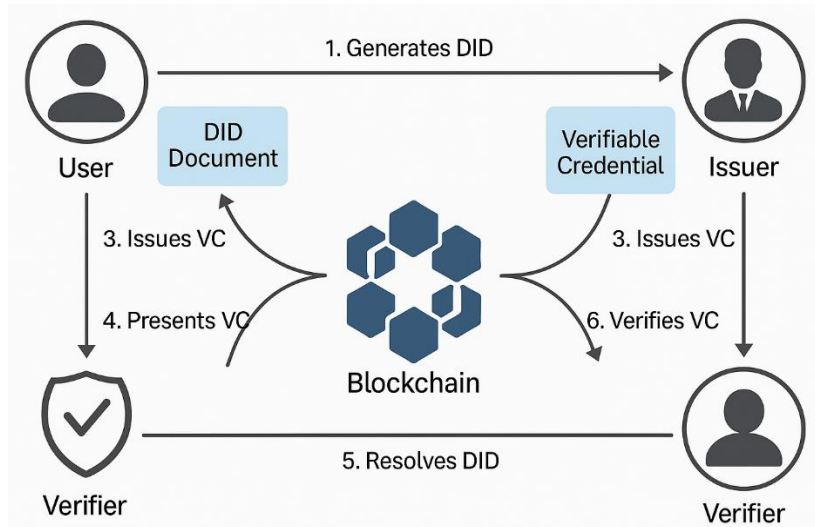 1. Generates DID
User
DID
Document
Verifiable
Credential
Issuer
3. Issues VC
3. Issues VC
4. Presents VC
6. Verifies VC
Blockchain
5. Resolves DID
Verifier
Verifier